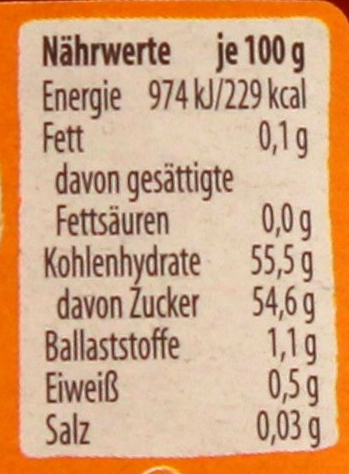 Nährwerte je 100 g
Energie 974 kJ/229 kcal
Fett 0,1 g
davon gesättigte
Fettsäuren 0,0 g
Kohlenhydrate 55,5 g
davon Zucker 54,6 g
Ballaststoffe 1,1 g
Eiweiß 0,5 g
Salz 0,03 g